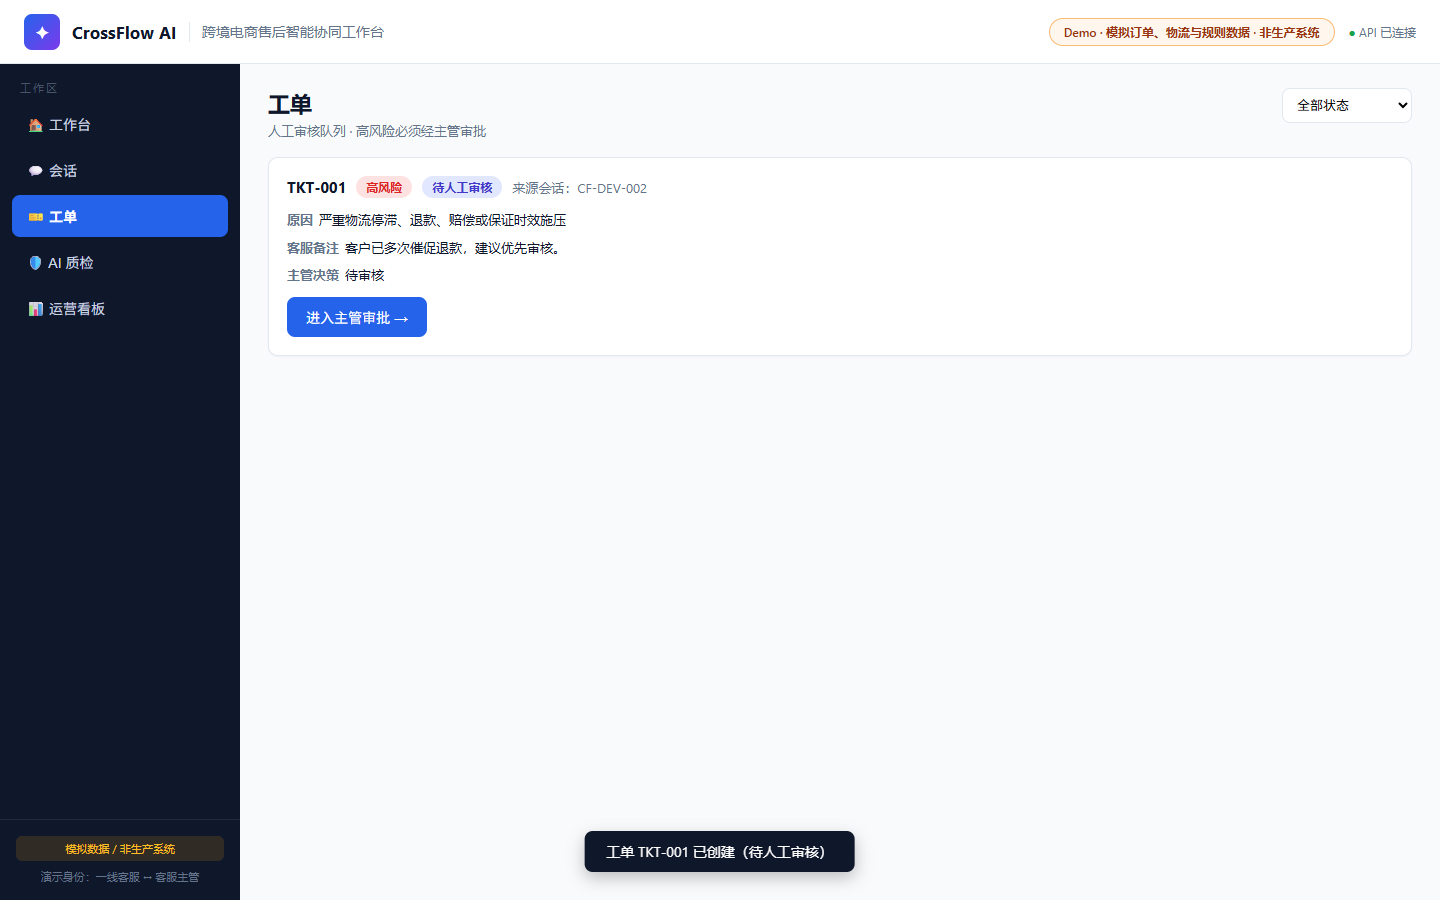 CrossFlow AI 跨境电商售后智能协同工作台
Demo · 模拟订单、物流与规则数据 · 非生产系统
● API 已连接
工作区
工作台
会话
工单
AI 质检
运营看板
模拟数据 / 非生产系统
演示身份：一线客服 ↔ 客服主管
工单
人工审核队列 · 高风险必须经主管审批
全部状态
TKT-001 高风险 待人工审核 来源会话：CF-DEV-002
原因 严重物流停滞、退款、赔偿或保证时效施压
客服备注 客户已多次催促退款，建议优先审核。
主管决策 待审核
进入主管审批 →
工单 TKT-001 已创建（待人工审核）